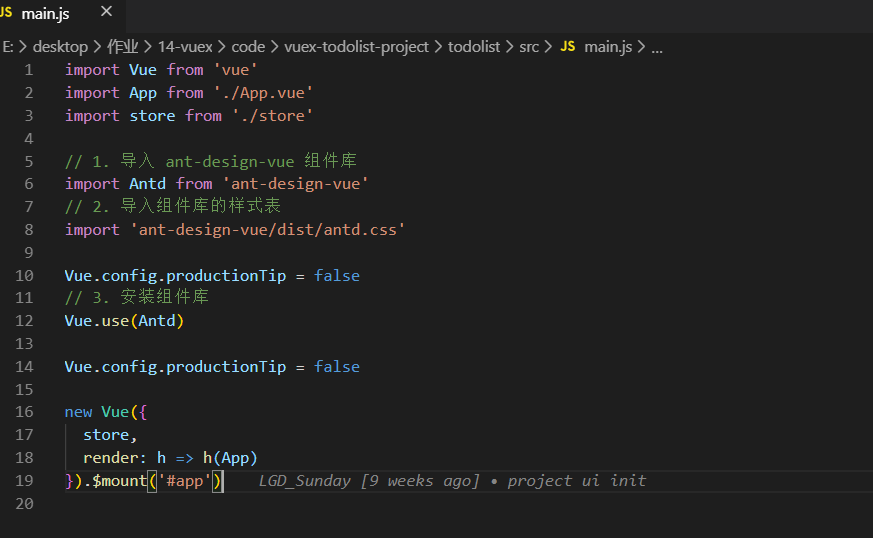 JS main.js ×
E: > desktop > 作业 > 14-vuex > code > vuex-todolist-project > todolist > src > JS main.js > ...
1 import Vue from 'vue'
2 import App from './App.vue'
3 import store from './store'
4
5 // 1. 导入 ant-design-vue 组件库
6 import Antd from 'ant-design-vue'
7 // 2. 导入组件库的样式表
8 import 'ant-design-vue/dist/antd.css'
9
10 Vue.config.productionTip = false
11 // 3. 安装组件库
12 Vue.use(Antd)
13
14 Vue.config.productionTip = false
15
16 new Vue({
17   store,
18   render: h => h(App)
19 }).$mount('#app') LGD_Sunday [9 weeks ago] • project ui init
20